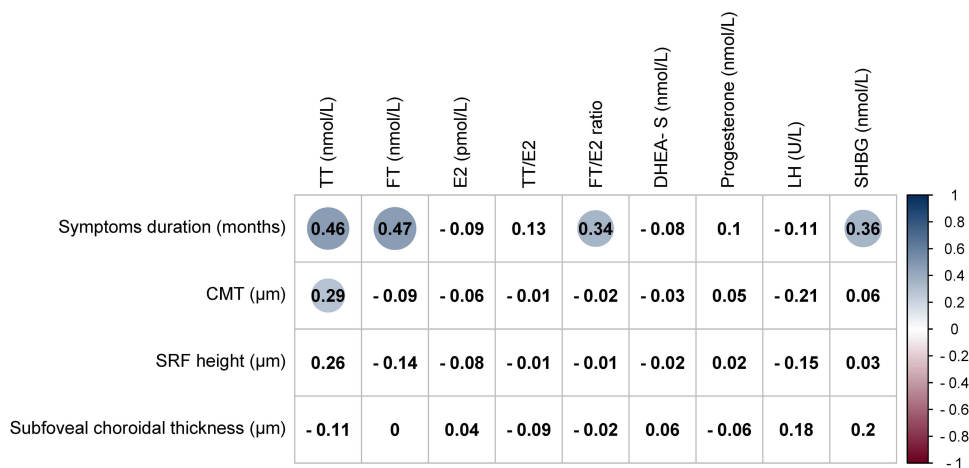 TT (nmol/L) FT (nmol/L) E2 (pmol/L) TT/E2 FT/E2 ratio DHEA- S (nmol/L) Progesterone (nmol/L) LH (U/L) SHBG (nmol/L)
Symptoms duration (months) 0.46 0.47 - 0.09 0.13 0.34 - 0.08 0.1 - 0.11 0.36
CMT (µm) 0.29 - 0.09 - 0.06 - 0.01 - 0.02 - 0.03 0.05 - 0.21 0.06
SRF height (µm) 0.26 - 0.14 - 0.08 - 0.01 - 0.01 - 0.02 0.02 - 0.15 0.03
Subfoveal choroidal thickness (µm) - 0.11 0 0.04 - 0.09 - 0.02 0.06 - 0.06 0.18 0.2
1
0.8
0.6
0.4
0.2
0
- 0.2
- 0.4
- 0.6
- 0.8
- 1